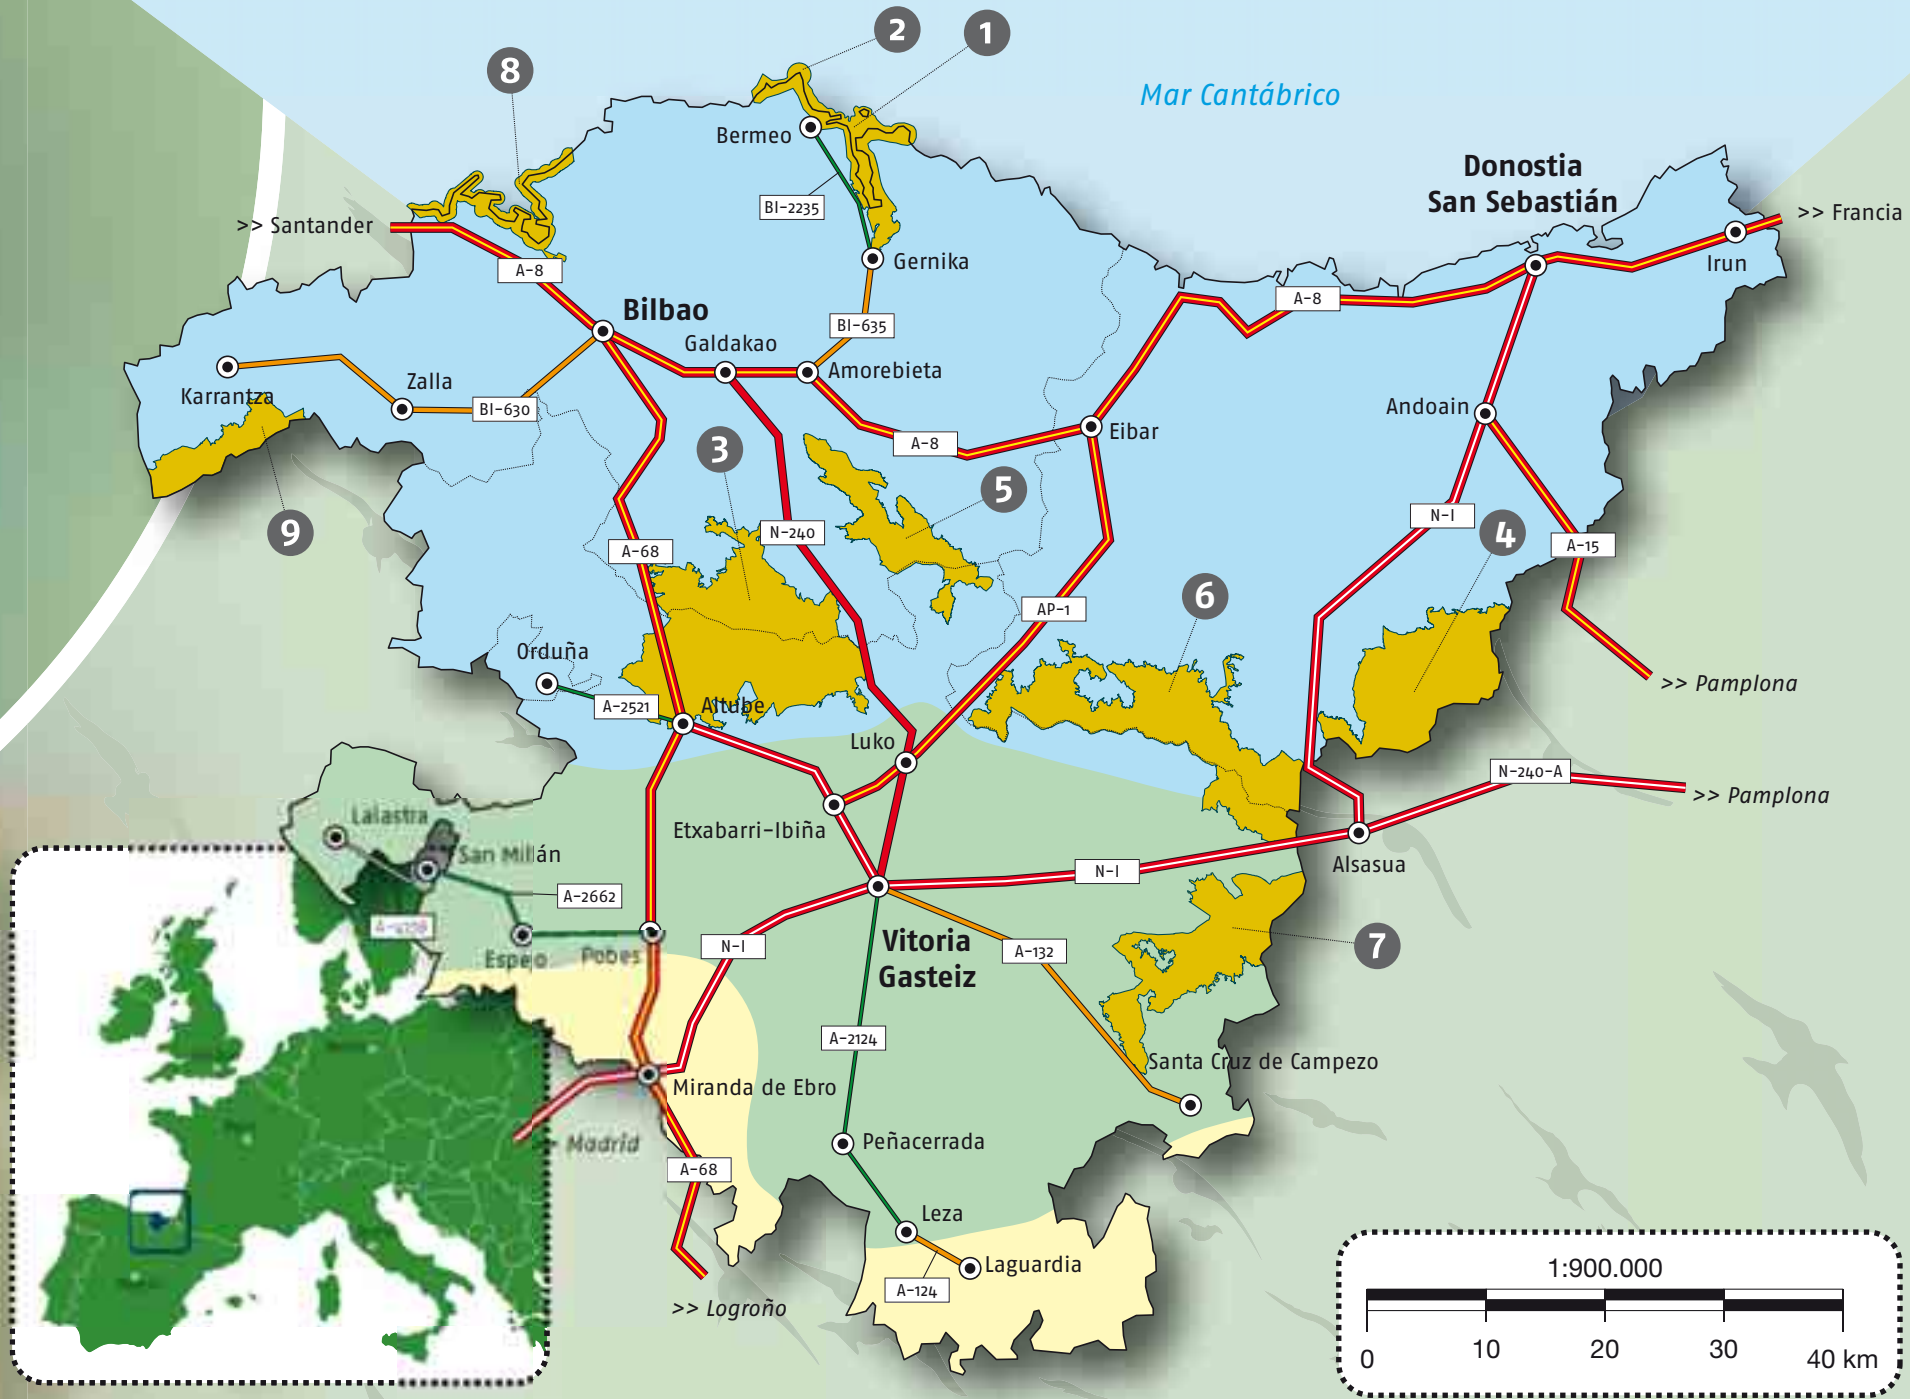 2
1
8
Mar Cantábrico
Bermeo
Donostia
San Sebastián
BI-2235
>> Santander
>> Francia
Gernika
Irun
A-8
A-8
Bilbao
BI-635
Galdakao
Amorebieta
Karrantza
Zalla
BI-630
Andoain
Eibar
A-8
3
5
9
N-240
N-I
4
A-15
A-68
AP-1
6
Orduña
>> Pamplona
A-2521
Altube
Luko
N-240-A
>> Pamplona
Lalastra
Etxabarri-Ibiña
San Millán
Alsasua
N-I
A-2662
Espejo
Pobes
N-I
Vitoria
Gasteiz
A-132
7
A-2124
Santa Cruz de Campezo
Miranda de Ebro
Madrid
Peñacerrada
A-68
Leza
Laguardia
A-124
>> Logroño
1:900.000
0
10
20
30
40 km